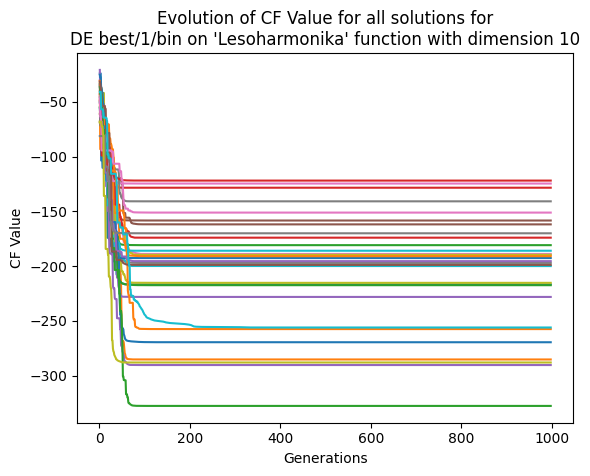 Evolution of CF Value for all solutions for
DE best/1/bin on 'Lesoharmonika' function with dimension 10
−50
−100
−150
−200
−250
−300
CF Value
0 200 400 600 800 1000
Generations